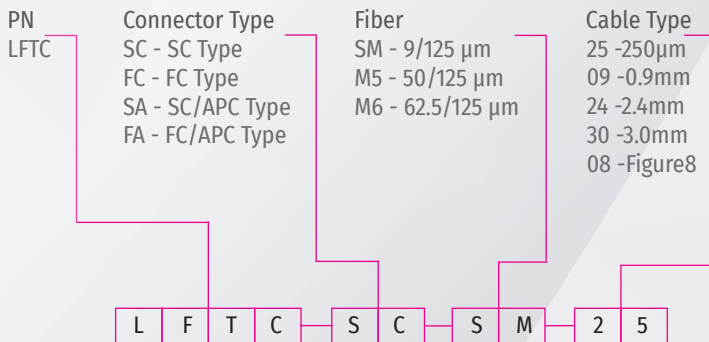 PN
LFTC
Connector Type
SC - SC Type
FC - FC Type
SA - SC/APC Type
FA - FC/APC Type
Fiber
SM - 9/125 µm
M5 - 50/125 µm
M6 - 62.5/125 µm
Cable Type
25 -250µm
09 -0.9mm
24 -2.4mm
30 -3.0mm
08 -Figure8
L F T C - S C - S M - 2 5